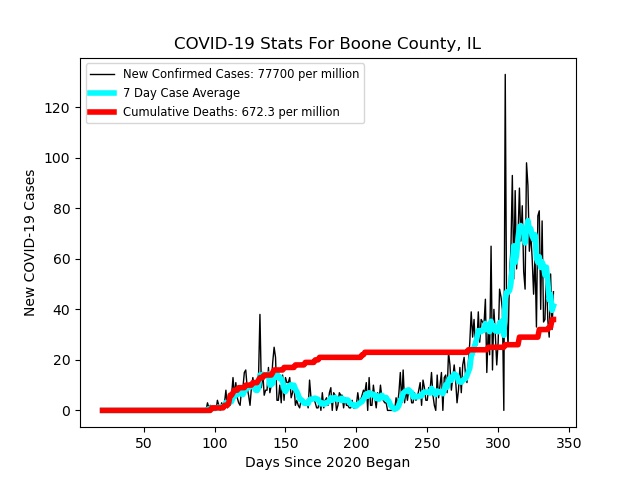 COVID-19 Stats For Boone County, IL
New Confirmed Cases: 77700 per million
7 Day Case Average
Cumulative Deaths: 672.3 per million
New COVID-19 Cases
120
100
80
60
40
20
0
50 100 150 200 250 300 350
Days Since 2020 Began